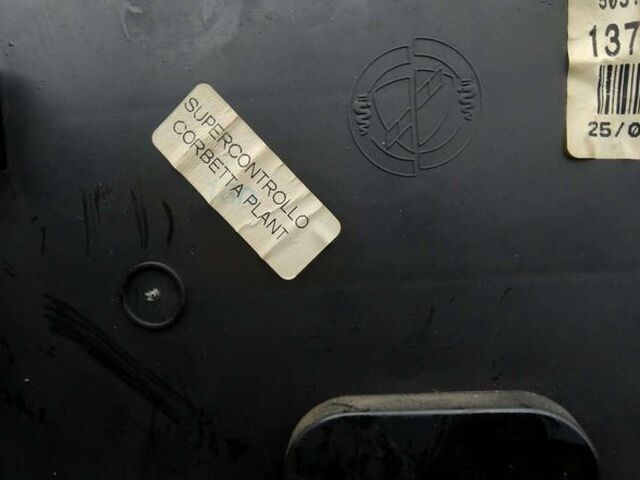 SUPERCONTROLLO
CORBETTA PLANT
137
25/0